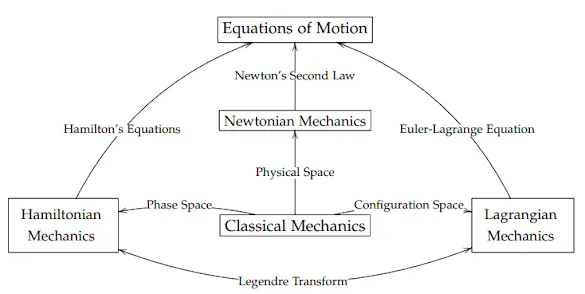 Equations of Motion
Newton's Second Law
Hamilton's Equations
Newtonian Mechanics
Euler-Lagrange Equation
Physical Space
Phase Space
Configuration Space
Hamiltonian
Mechanics
Classical Mechanics
Lagrangian
Mechanics
Legendre Transform